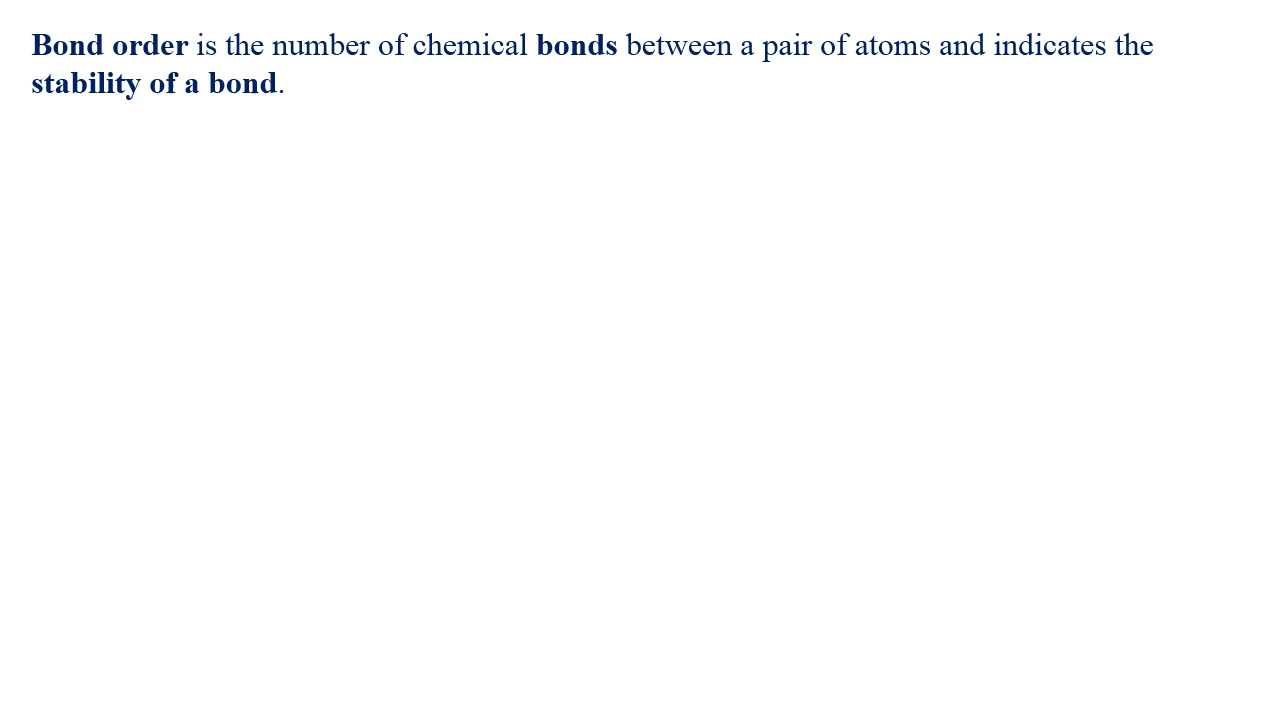 Bond order is the number of chemical bonds between a pair of atoms and indicates the
stability of a bond.